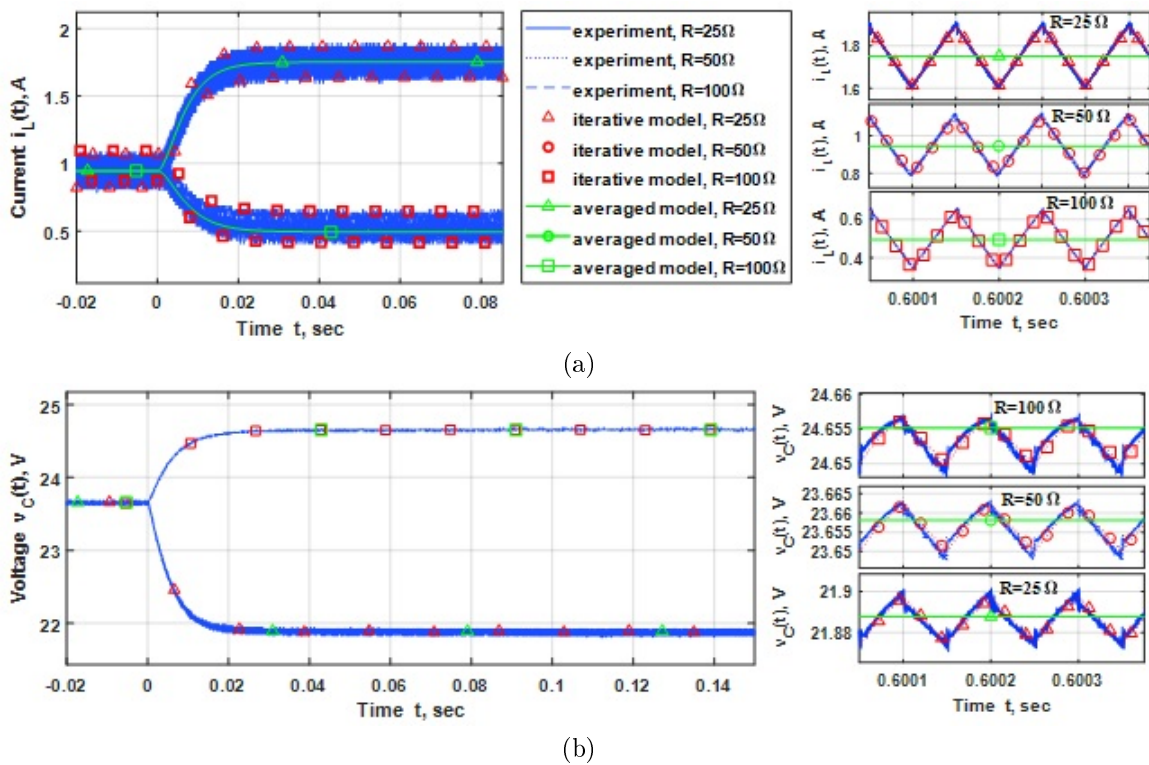 2
1.5
1
0.5
Current i_L(t), A
-0.02 0 0.02 0.04 0.06 0.08
Time t, sec
experiment, R=25Ω
experiment, R=50Ω
experiment, R=100Ω
iterative model, R=25Ω
iterative model, R=50Ω
iterative model, R=100Ω
averaged model, R=25Ω
averaged model, R=50Ω
averaged model, R=100Ω
R=25 Ω
1.8
1.6
i_L(t), A
R=50 Ω
1
0.8
i_L(t), A
R=100 Ω
0.6
0.4
i_L(t), A
0.6001 0.6002 0.6003
Time t, sec
(a)
25
24
23
22
Voltage v_C(t), V
-0.02 0 0.02 0.04 0.06 0.08 0.1 0.12 0.14
Time t, sec
24.66
24.655
24.65
v_C(t), V
R=100 Ω
23.665
23.66
23.655
23.65
v_C(t), V
R=50 Ω
21.9
21.88
v_C(t), V
R=25 Ω
0.6001 0.6002 0.6003
Time t, sec
(b)